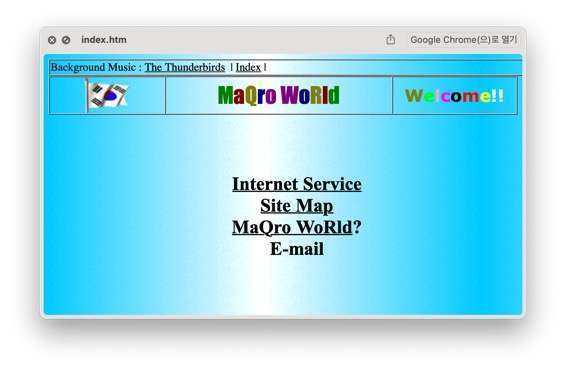 index.htm
Google Chrome(으)로 열기
Background Music : The Thunderbirds | Index |
MaQro WoRld
Welcome!!
Internet Service
Site Map
MaQro WoRld?
E-mail